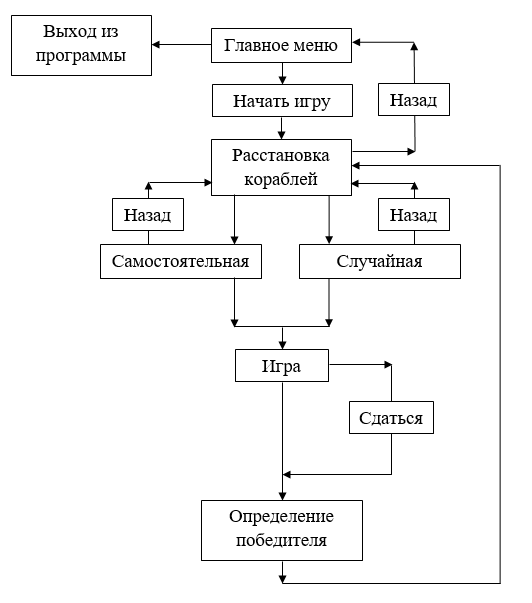 Выход из
программы
Главное меню
Начать игру
Назад
Расстановка
кораблей
Назад
Назад
Самостоятельная
Случайная
Игра
Сдаться
Определение
победителя